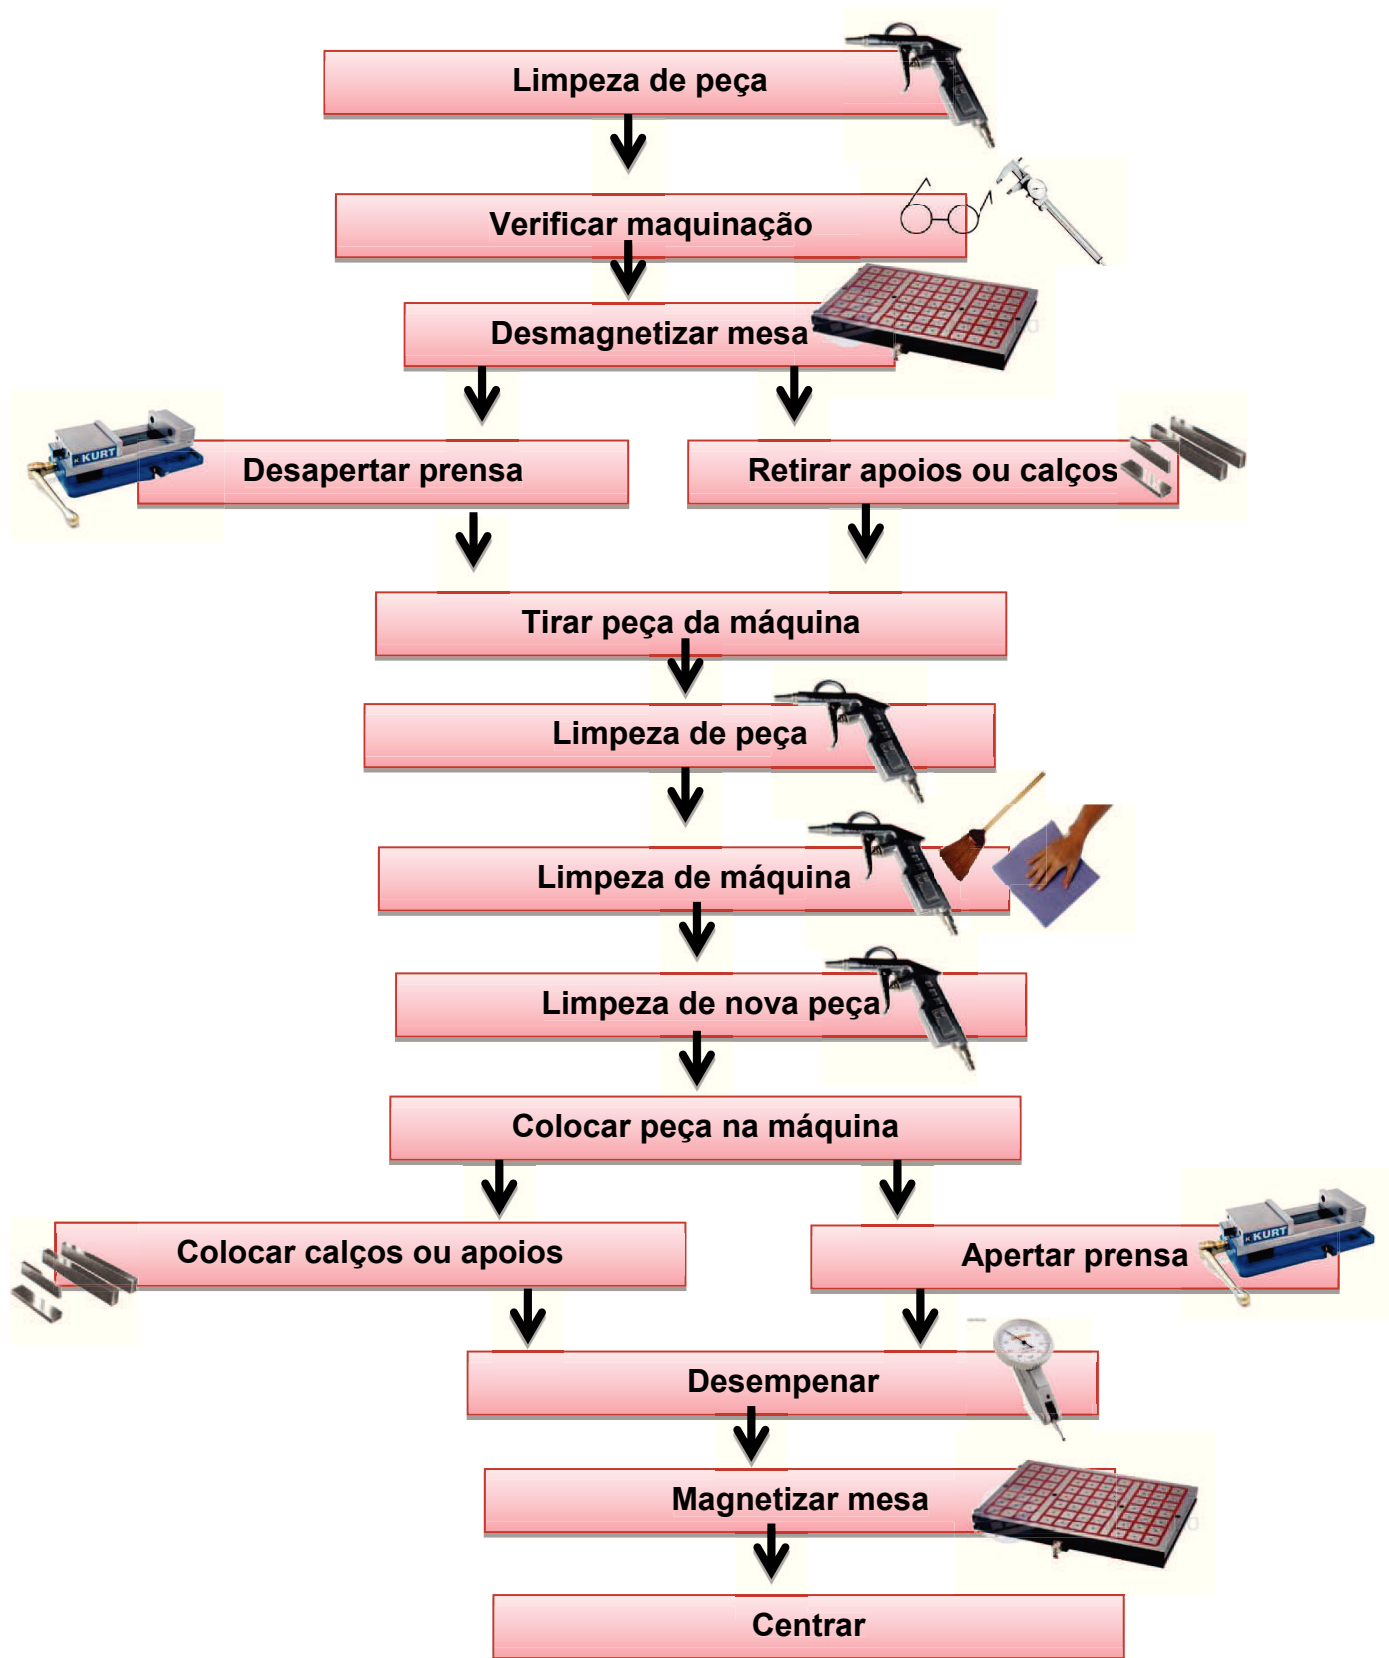 Limpeza de peça
Verificar maquinação
Desmagnetizar mesa
KURT
Desapertar prensa
Retirar apoios ou calços
Tirar peça da máquina
Limpeza de peça
Limpeza de máquina
Limpeza de nova peça
Colocar peça na máquina
Colocar calços ou apoios
Apertar prensa
KURT
Desempenar
Magnetizar mesa
Centrar